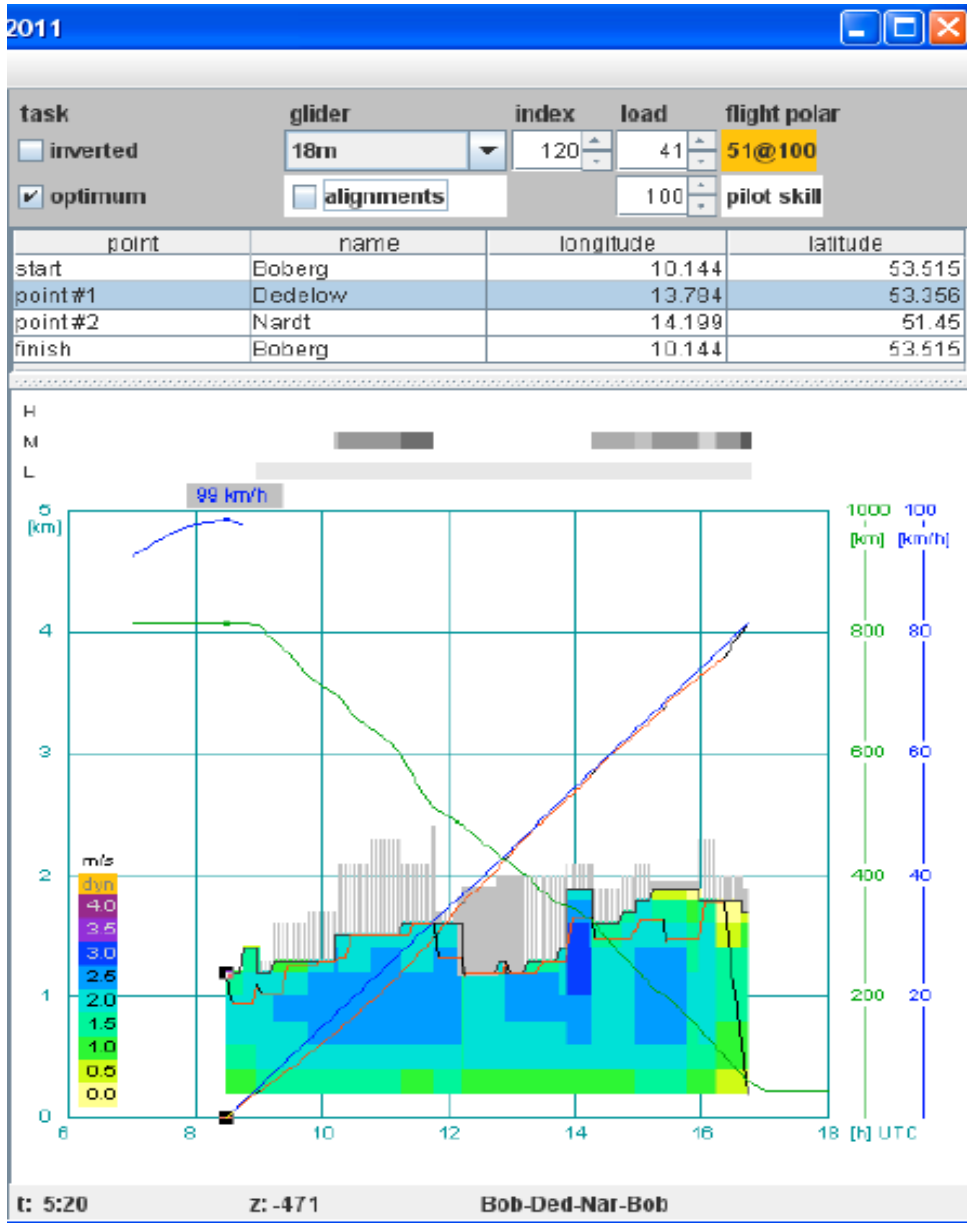 2011
task glider index load flight polar
inverted 18m 120 41 51@100
optimum alignments 100 pilot skill
point name longitude latitude
start Boberg 10.144 53.515
point#1 Dedelow 13.784 53.356
point#2 Nardt 14.199 51.45
finish Boberg 10.144 53.515
H
M
L
99 km/h
5 1000 100
[km] [km] [km/h]
4 800 80
3 600 60
m/s
2 400 40
dyn
4.0
3.5
3.0
2.5
1 2.0 200 20
1.5
1.0
0.5
0.0
0
6 8 10 12 14 16 18 [h] UTC
t: 5:20 z: -471 Bob-Ded-Nar-Bob